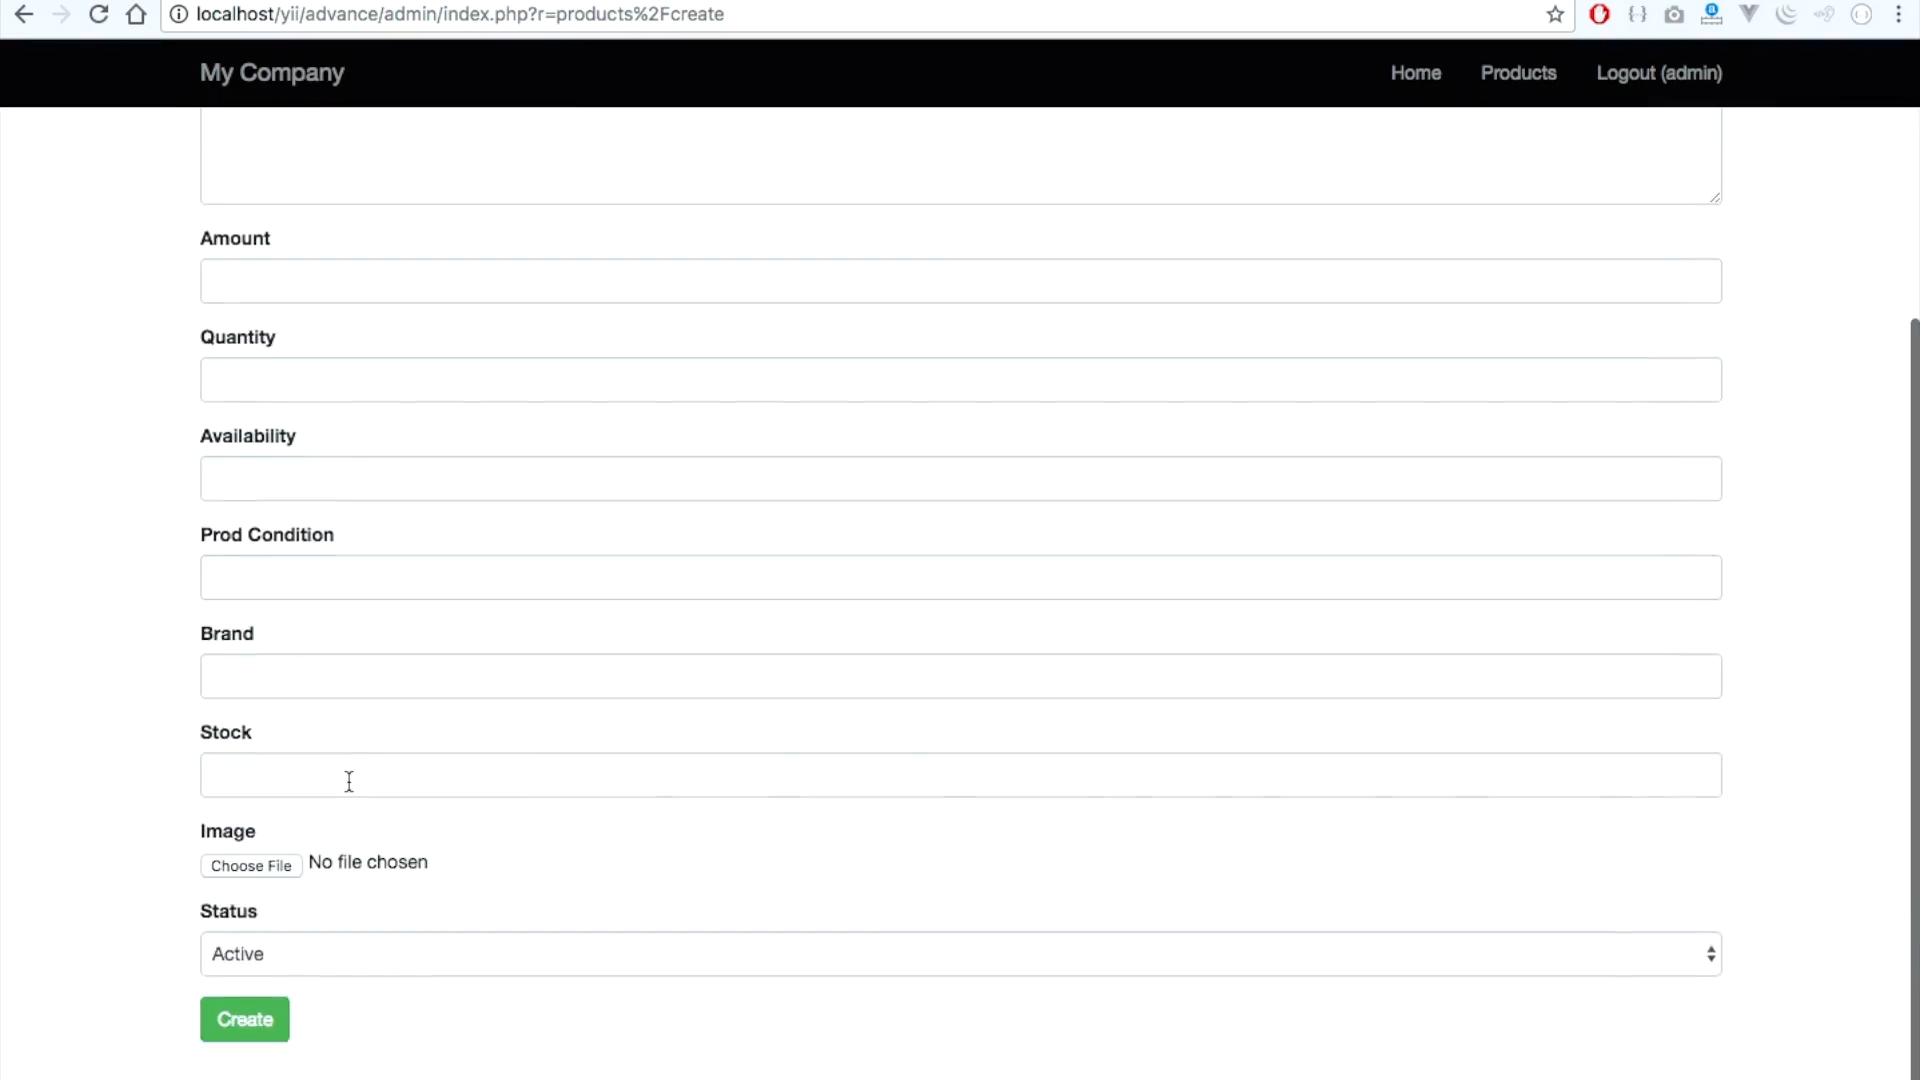 localhost/yii/advance/admin/index.php?r=products%2Fcreate
My Company
Home Products Logout (admin)
Amount
Quantity
Availability
Prod Condition
Brand
Stock
Image
Choose File No file chosen
Status
Active
Create